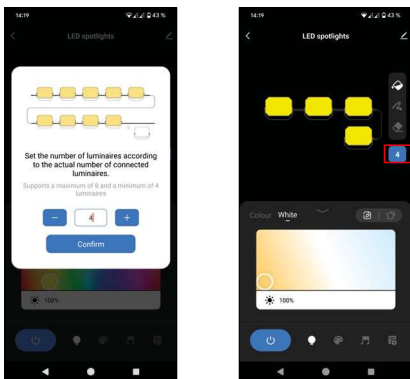 14:19
43 %
LED spotlights
Set the number of luminaires according
to the actual number of connected
luminaires.
Supports a maximum of 8 and a minimum of 4
luminaires
− 4 +
Confirm
100%
14:19
43 %
LED spotlights
4
Colour White
100%